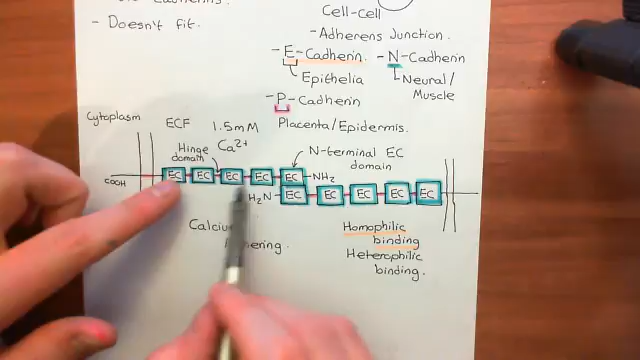 - Doesn't fit.
Cell-Cell
- Adherens Junction.
- E-Cadherin. - N-Cadherin
Epithelia
Neural/
Muscle
- P-Cadherin
Placenta/Epidermis.
Cytoplasm
ECF
1.5mM
Ca2+
Hinge
domain
N-terminal EC
domain
COOH
EC EC EC EC EC -NH2
H2N- EC EC EC EC EC
hering.
Homophilic
binding
Heterophilic
binding.